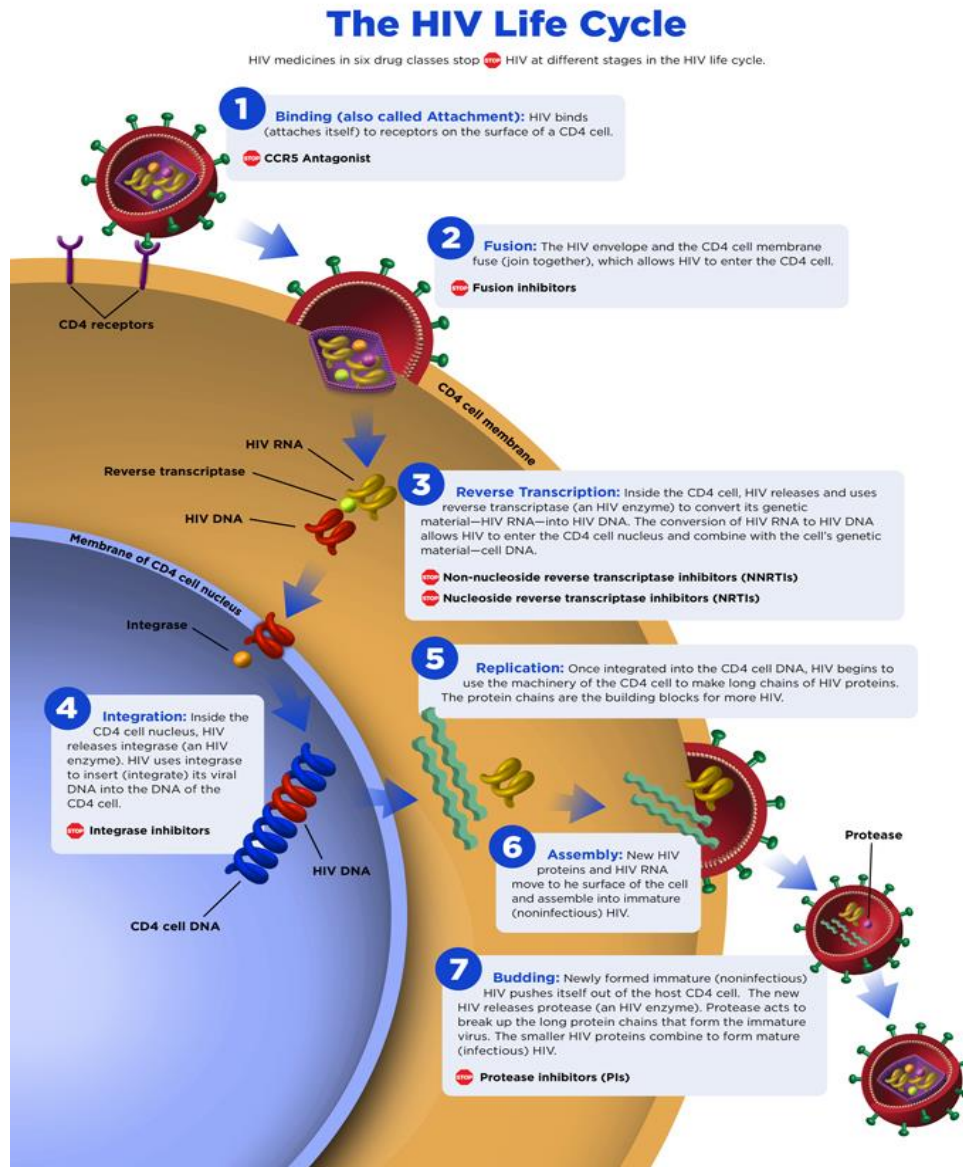 The HIV Life Cycle
HIV medicines in six drug classes stop STOP HIV at different stages in the HIV life cycle.
1
Binding (also called Attachment): HIV binds
(attaches itself) to receptors on the surface of a CD4 cell.
STOP CCR5 Antagonist
2
Fusion: The HIV envelope and the CD4 cell membrane
fuse (join together), which allows HIV to enter the CD4 cell.
STOP Fusion inhibitors
CD4 receptors
CD4 cell membrane
HIV RNA
Reverse transcriptase
HIV DNA
3
Reverse Transcription: Inside the CD4 cell, HIV releases and uses
reverse transcriptase (an HIV enzyme) to convert its genetic
material—HIV RNA—into HIV DNA. The conversion of HIV RNA to HIV DNA
allows HIV to enter the CD4 cell nucleus and combine with the cell's genetic
material—cell DNA.
STOP Non-nucleoside reverse transcriptase inhibitors (NNRTIs)
STOP Nucleoside reverse transcriptase inhibitors (NRTIs)
Membrane of CD4 cell nucleus
Integrase
4
Integration: Inside the
CD4 cell nucleus, HIV
releases integrase (an HIV
enzyme). HIV uses integrase
to insert (integrate) its viral
DNA into the DNA of the
CD4 cell.
STOP Integrase inhibitors
HIV DNA
CD4 cell DNA
5
Replication: Once integrated into the CD4 cell DNA, HIV begins to
use the machinery of the CD4 cell to make long chains of HIV proteins.
The protein chains are the building blocks for more HIV.
6
Assembly: New HIV
proteins and HIV RNA
move to he surface of the cell
and assemble into immature
(noninfectious) HIV.
Protease
7
Budding: Newly formed immature (noninfectious)
HIV pushes itself out of the host CD4 cell. The new
HIV releases protease (an HIV enzyme). Protease acts to
break up the long protein chains that form the immature
virus. The smaller HIV proteins combine to form mature
(infectious) HIV.
STOP Protease inhibitors (PIs)